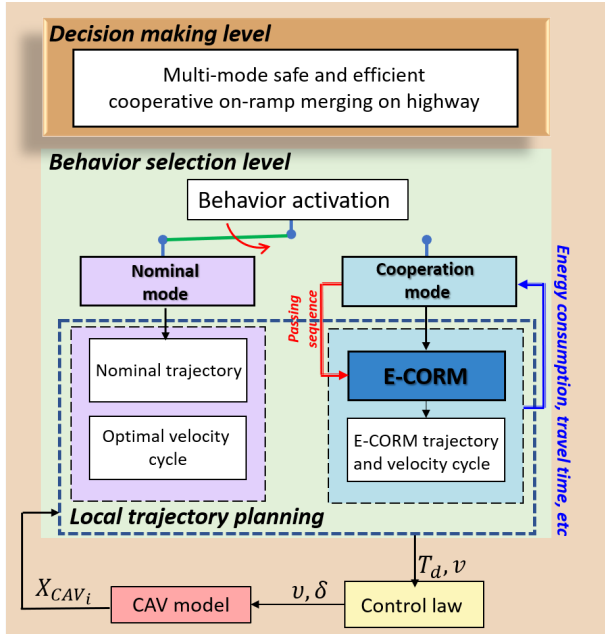 Decision making level
Multi-mode safe and efficient
cooperative on-ramp merging on highway
Behavior selection level
Behavior activation
Nominal
mode
Cooperation
mode
Passing
sequence
Energy consumption, travel time, etc
Nominal trajectory
E-CORM
Optimal velocity
cycle
E-CORM trajectory
and velocity cycle
Local trajectory planning
T_d, v
X_{CAV_i}
CAV model
υ, δ
Control law